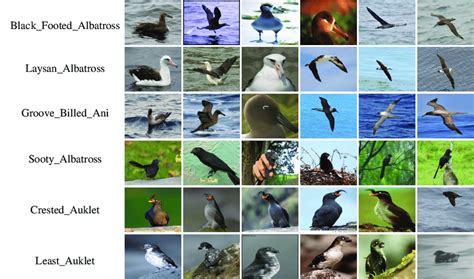 Black_Footed_Albatross
Laysan_Albatross
Groove_Billed_Ani
Sooty_Albatross
Crested_Auklet
Least_Auklet